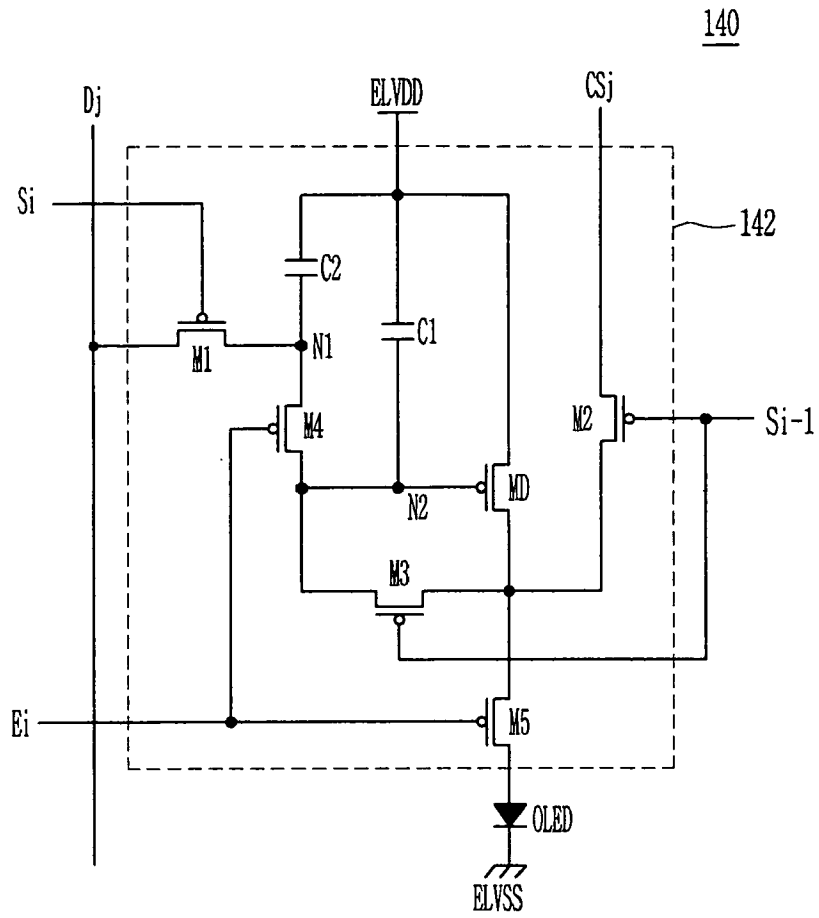 140
Dj
ELVDD
CSj
Si
142
C2
C1
N1
M1
M4
M2
Si-1
N2
MD
M3
Ei
M5
OLED
ELVSS